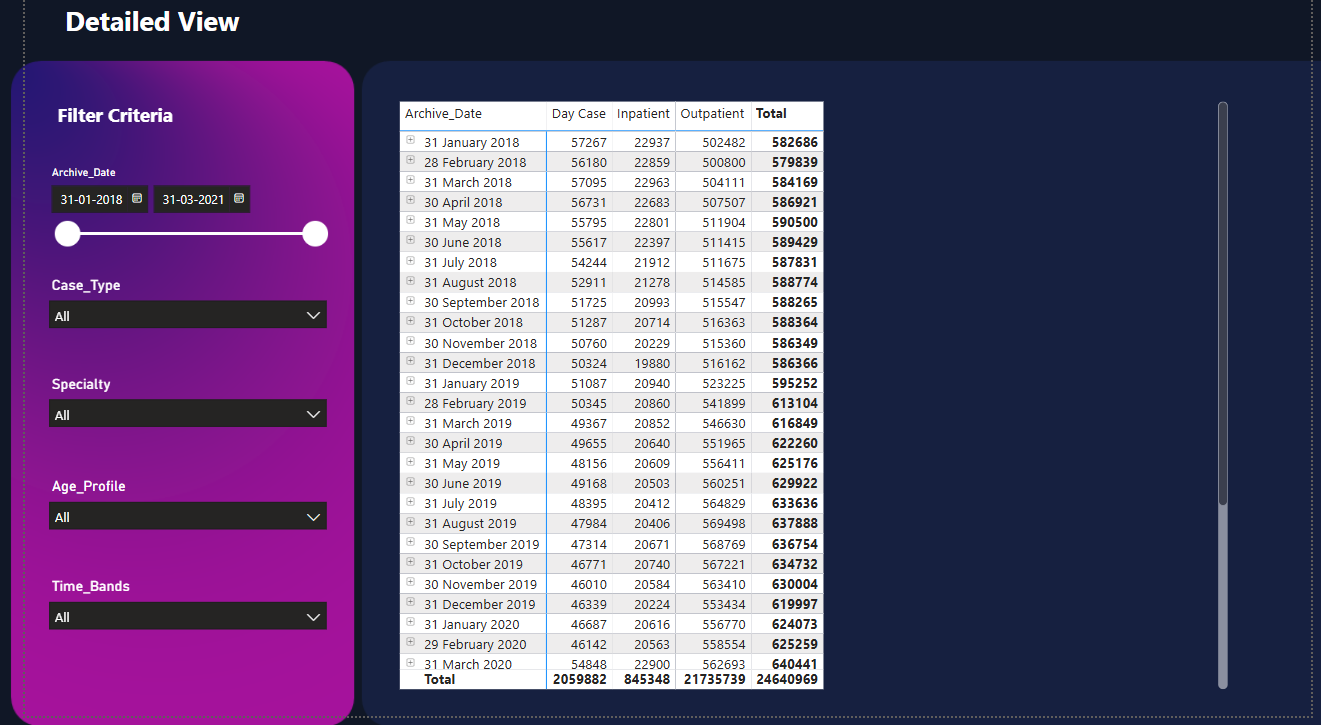 Detailed View
Filter Criteria
Archive_Date
31-01-2018 31-03-2021
Case_Type
All
Specialty
All
Age_Profile
All
Time_Bands
All
Archive_Date Day Case Inpatient Outpatient Total
31 January 2018 57267 22937 502482 582686
28 February 2018 56180 22859 500800 579839
31 March 2018 57095 22963 504111 584169
30 April 2018 56731 22683 507507 586921
31 May 2018 55795 22801 511904 590500
30 June 2018 55617 22397 511415 589429
31 July 2018 54244 21912 511675 587831
31 August 2018 52911 21278 514585 588774
30 September 2018 51725 20993 515547 588265
31 October 2018 51287 20714 516363 588364
30 November 2018 50760 20229 515360 586349
31 December 2018 50324 19880 516162 586366
31 January 2019 51087 20940 523225 595252
28 February 2019 50345 20860 541899 613104
31 March 2019 49367 20852 546630 616849
30 April 2019 49655 20640 551965 622260
31 May 2019 48156 20609 556411 625176
30 June 2019 49168 20503 560251 629922
31 July 2019 48395 20412 564829 633636
31 August 2019 47984 20406 569498 637888
30 September 2019 47314 20671 568769 636754
31 October 2019 46771 20740 567221 634732
30 November 2019 46010 20584 563410 630004
31 December 2019 46339 20224 553434 619997
31 January 2020 46687 20616 556770 624073
29 February 2020 46142 20563 558554 625259
31 March 2020 54848 22900 562693 640441
Total 2059882 845348 21735739 24640969